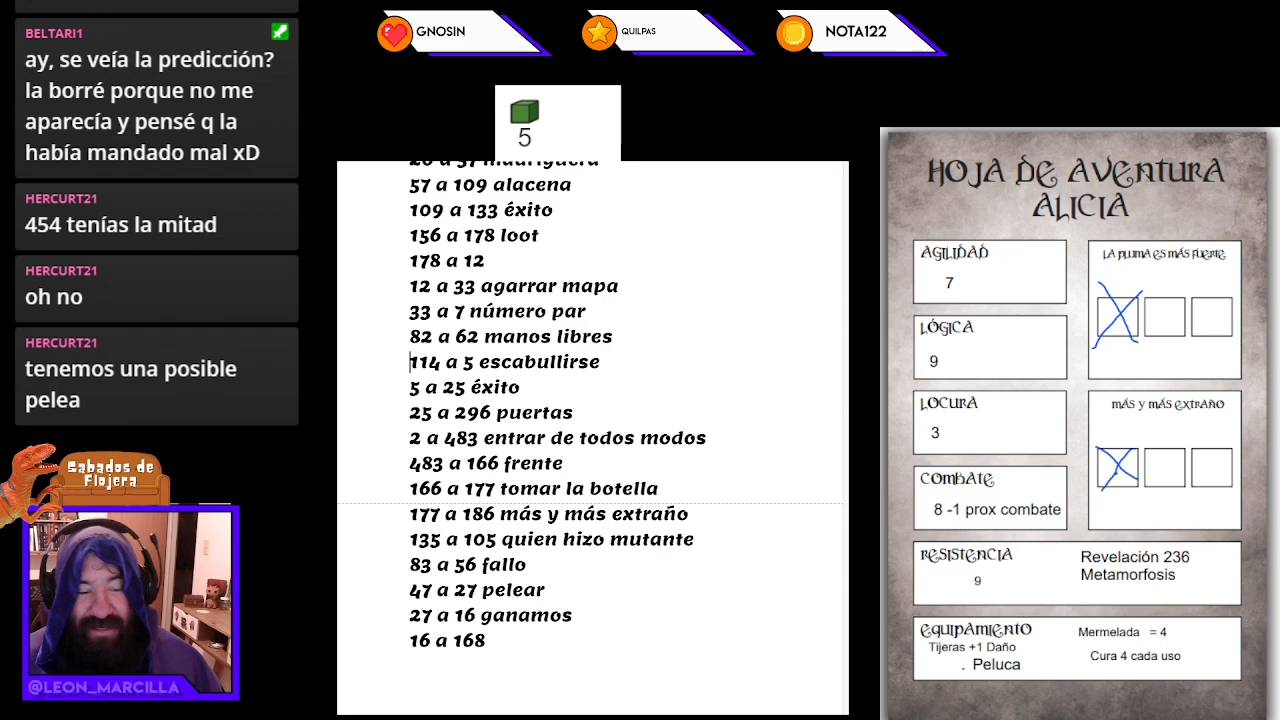 BELTARI1
ay, se veía la predicción?
la borré porque no me
aparecía y pensé q la
había mandado mal xD
HERCURT21
454 tenías la mitad
HERCURT21
oh no
HERCURT21
tenemos una posible
pelea
Sabados de
Flojera
@LEON_MARCILLA
GNOSIN
QUILPAS
NOTA122
5
57 a 109 alacena
109 a 133 éxito
156 a 178 loot
178 a 12
12 a 33 agarrar mapa
33 a 7 número par
82 a 62 manos libres
114 a 5 escabullirse
5 a 25 éxito
25 a 296 puertas
2 a 483 entrar de todos modos
483 a 166 frente
166 a 177 tomar la botella
177 a 186 más y más extraño
135 a 105 quien hizo mutante
83 a 56 fallo
47 a 27 pelear
27 a 16 ganamos
16 a 168
HOJA DE AVENTURA
ALICIA
AGILIDAD
7
LÓGICA
9
LOCURA
3
COMBATE
8 -1 prox combate
LA PLUMA ES MÁS FUERTE
MÁS Y MÁS EXTRAÑO
RESISTENCIA
9
Revelación 236
Metamorfosis
EQUIPAMIENTO
Tijeras +1 Daño
. Peluca
Mermelada = 4
Cura 4 cada uso